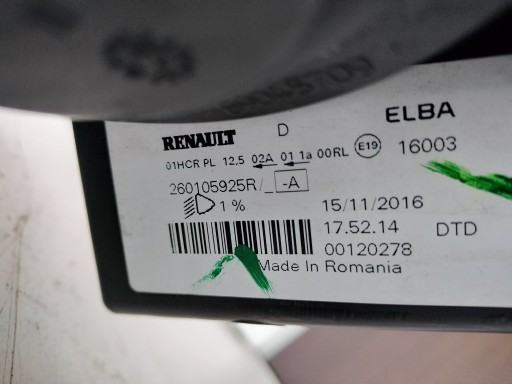 RENAULT D ELBA
01HCR PL 12,5 02A 01 1a 00RL E19 16003
260105925R/_ -A
1 % 15/11/2016
17.52.14 DTD
00120278
Made In Romania